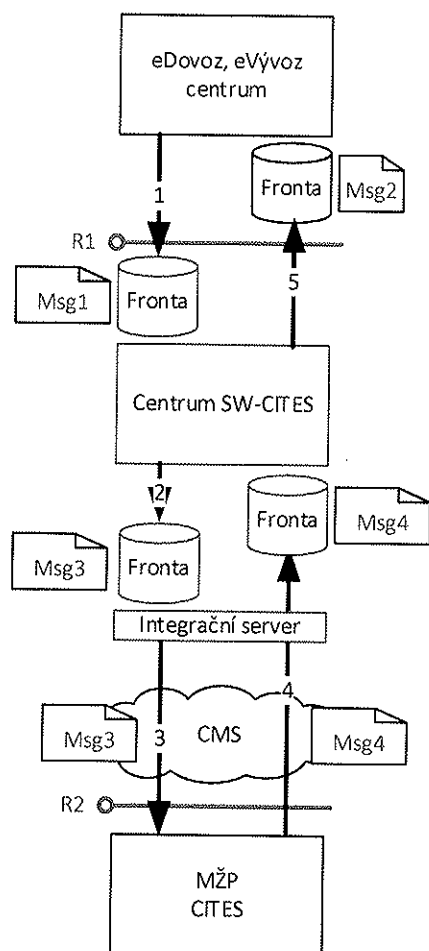 eDovoz, eVývoz
centrum
1
Fronta
Msg2
R1
Msg1
Fronta
5
Centrum SW-CITES
2
Msg3
Fronta
Fronta
Msg4
Integrační server
4
Msg3
3
CMS
Msg4
R2
MŽP
CITES